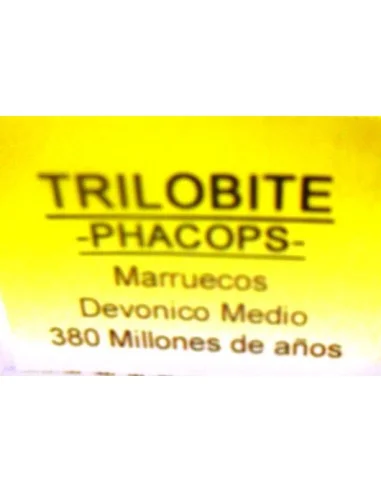 TRILOBITE
-PHACOPS-
Marruecos
Devonico Medio
380 Millones de años